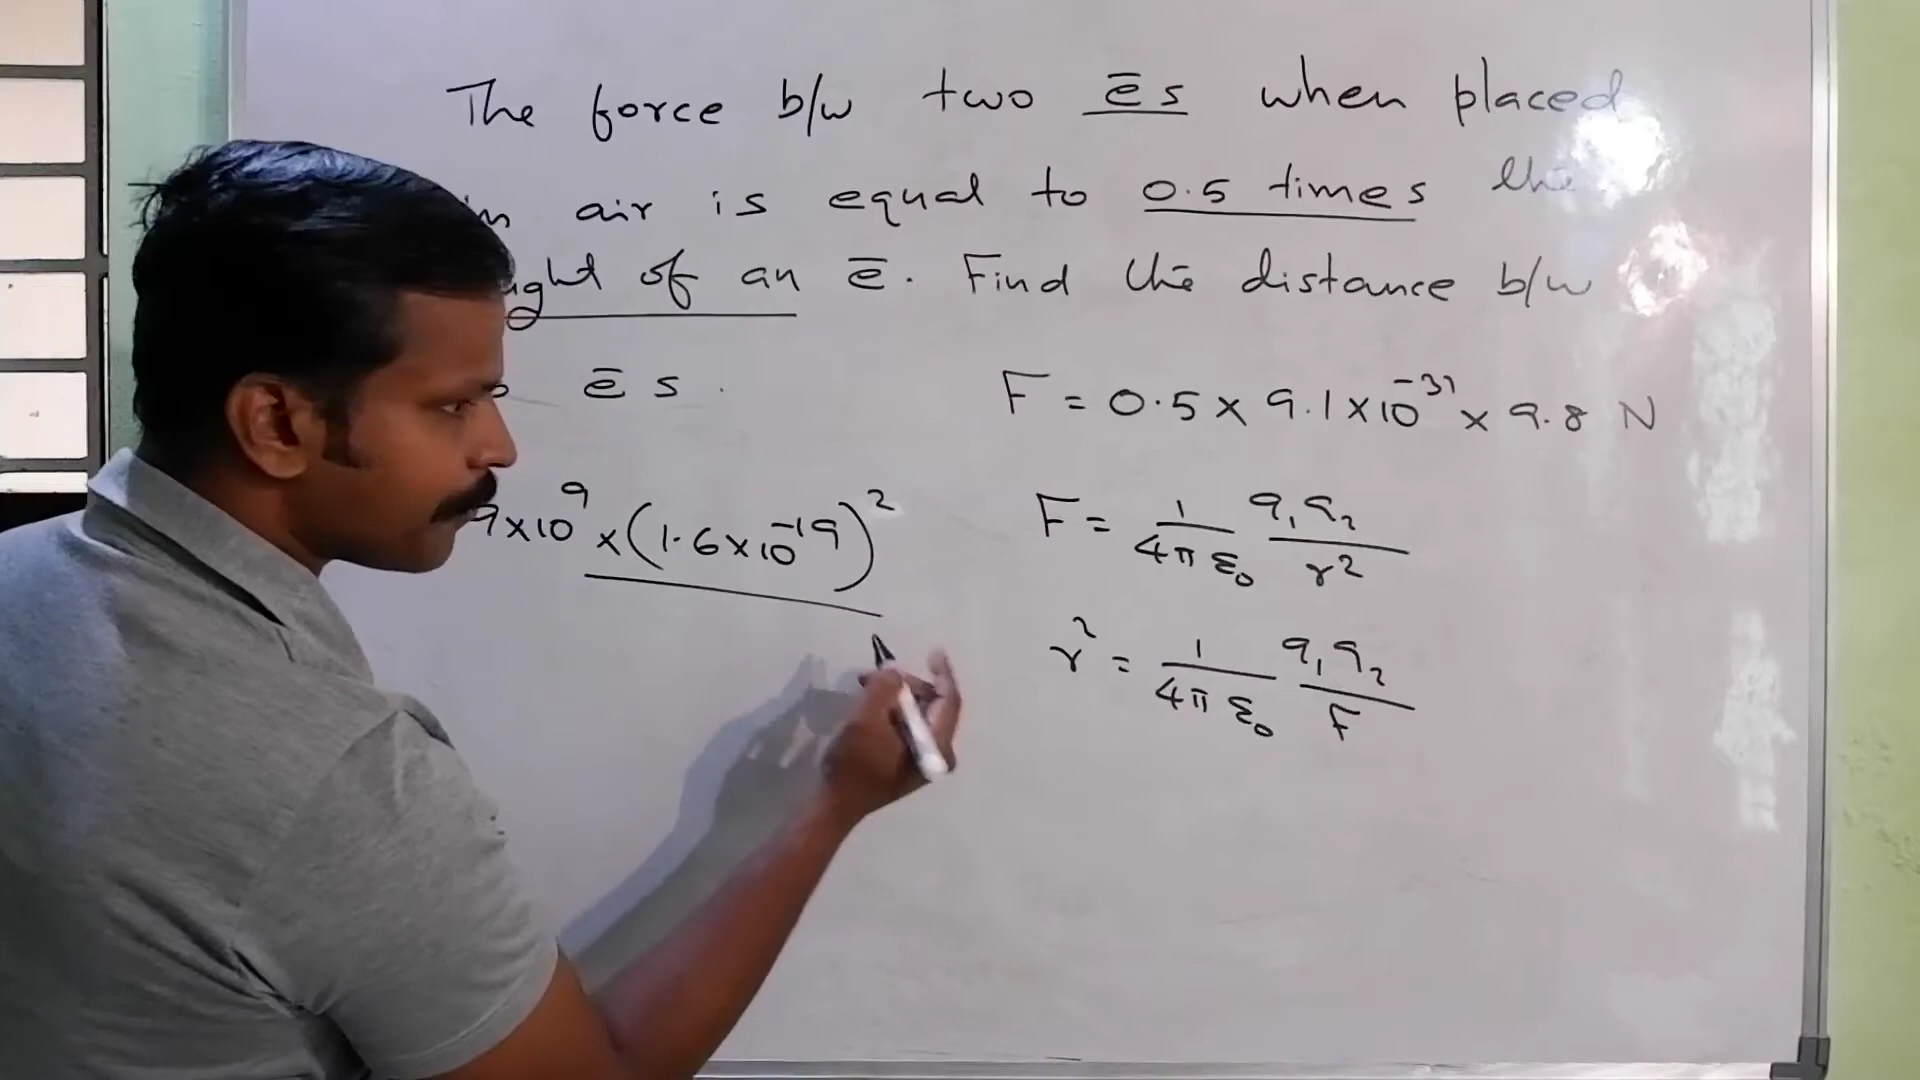 The force b/w two ēs when placed
in air is equal to 0.5 times the
of an ē. Find the distance b/w
ēs.
F = 0.5 × 9.1 × 10⁻³¹ × 9.8 N
9×10⁹ × (1.6×10⁻¹⁹)²
F = 1/4πε₀ q₁q₂/r²
r² = 1/4πε₀ q₁q₂/F